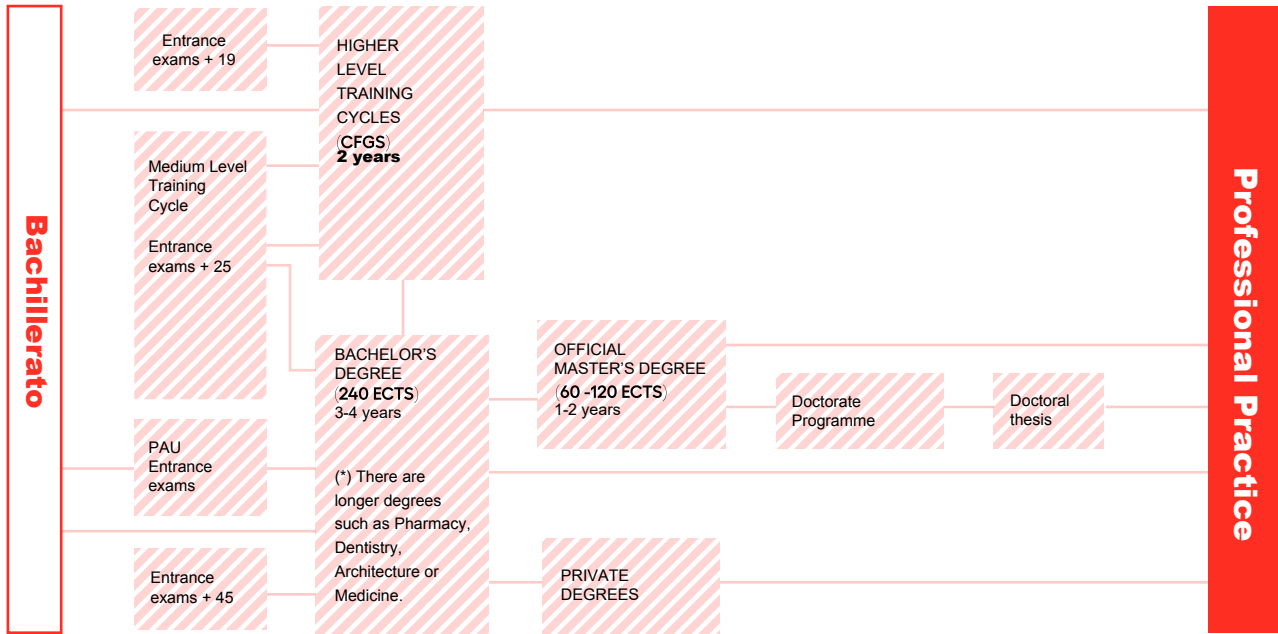 Bachillerato
Entrance
exams + 19
Medium Level
Training
Cycle
Entrance
exams + 25
PAU
Entrance
exams
Entrance
exams + 45
HIGHER
LEVEL
TRAINING
CYCLES
(CFGS)
2 years
BACHELOR'S
DEGREE
(240 ECTS)
3-4 years
(*) There are
longer degrees
such as Pharmacy,
Dentistry,
Architecture or
Medicine.
OFFICIAL
MASTER'S DEGREE
(60 -120 ECTS)
1-2 years
PRIVATE
DEGREES
Doctorate
Programme
Doctoral
thesis
Professional Practice